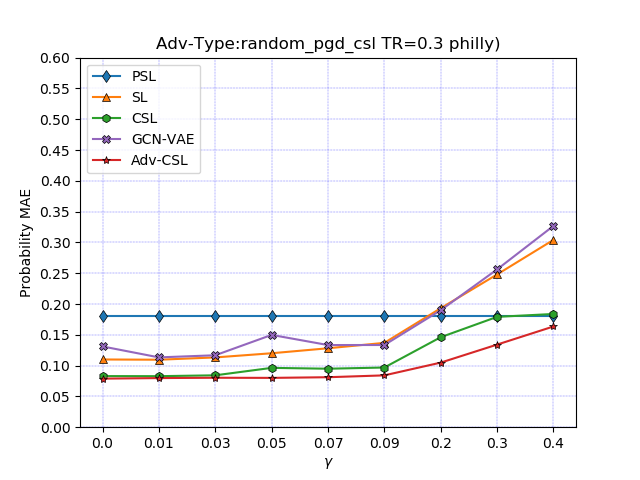 Adv-Type:random_pgd_csl TR=0.3 philly)
PSL
SL
CSL
GCN-VAE
Adv-CSL
Probability MAE
0.60
0.55
0.50
0.45
0.40
0.35
0.30
0.25
0.20
0.15
0.10
0.05
0.00
0.0 0.01 0.03 0.05 0.07 0.09 0.2 0.3 0.4
γ